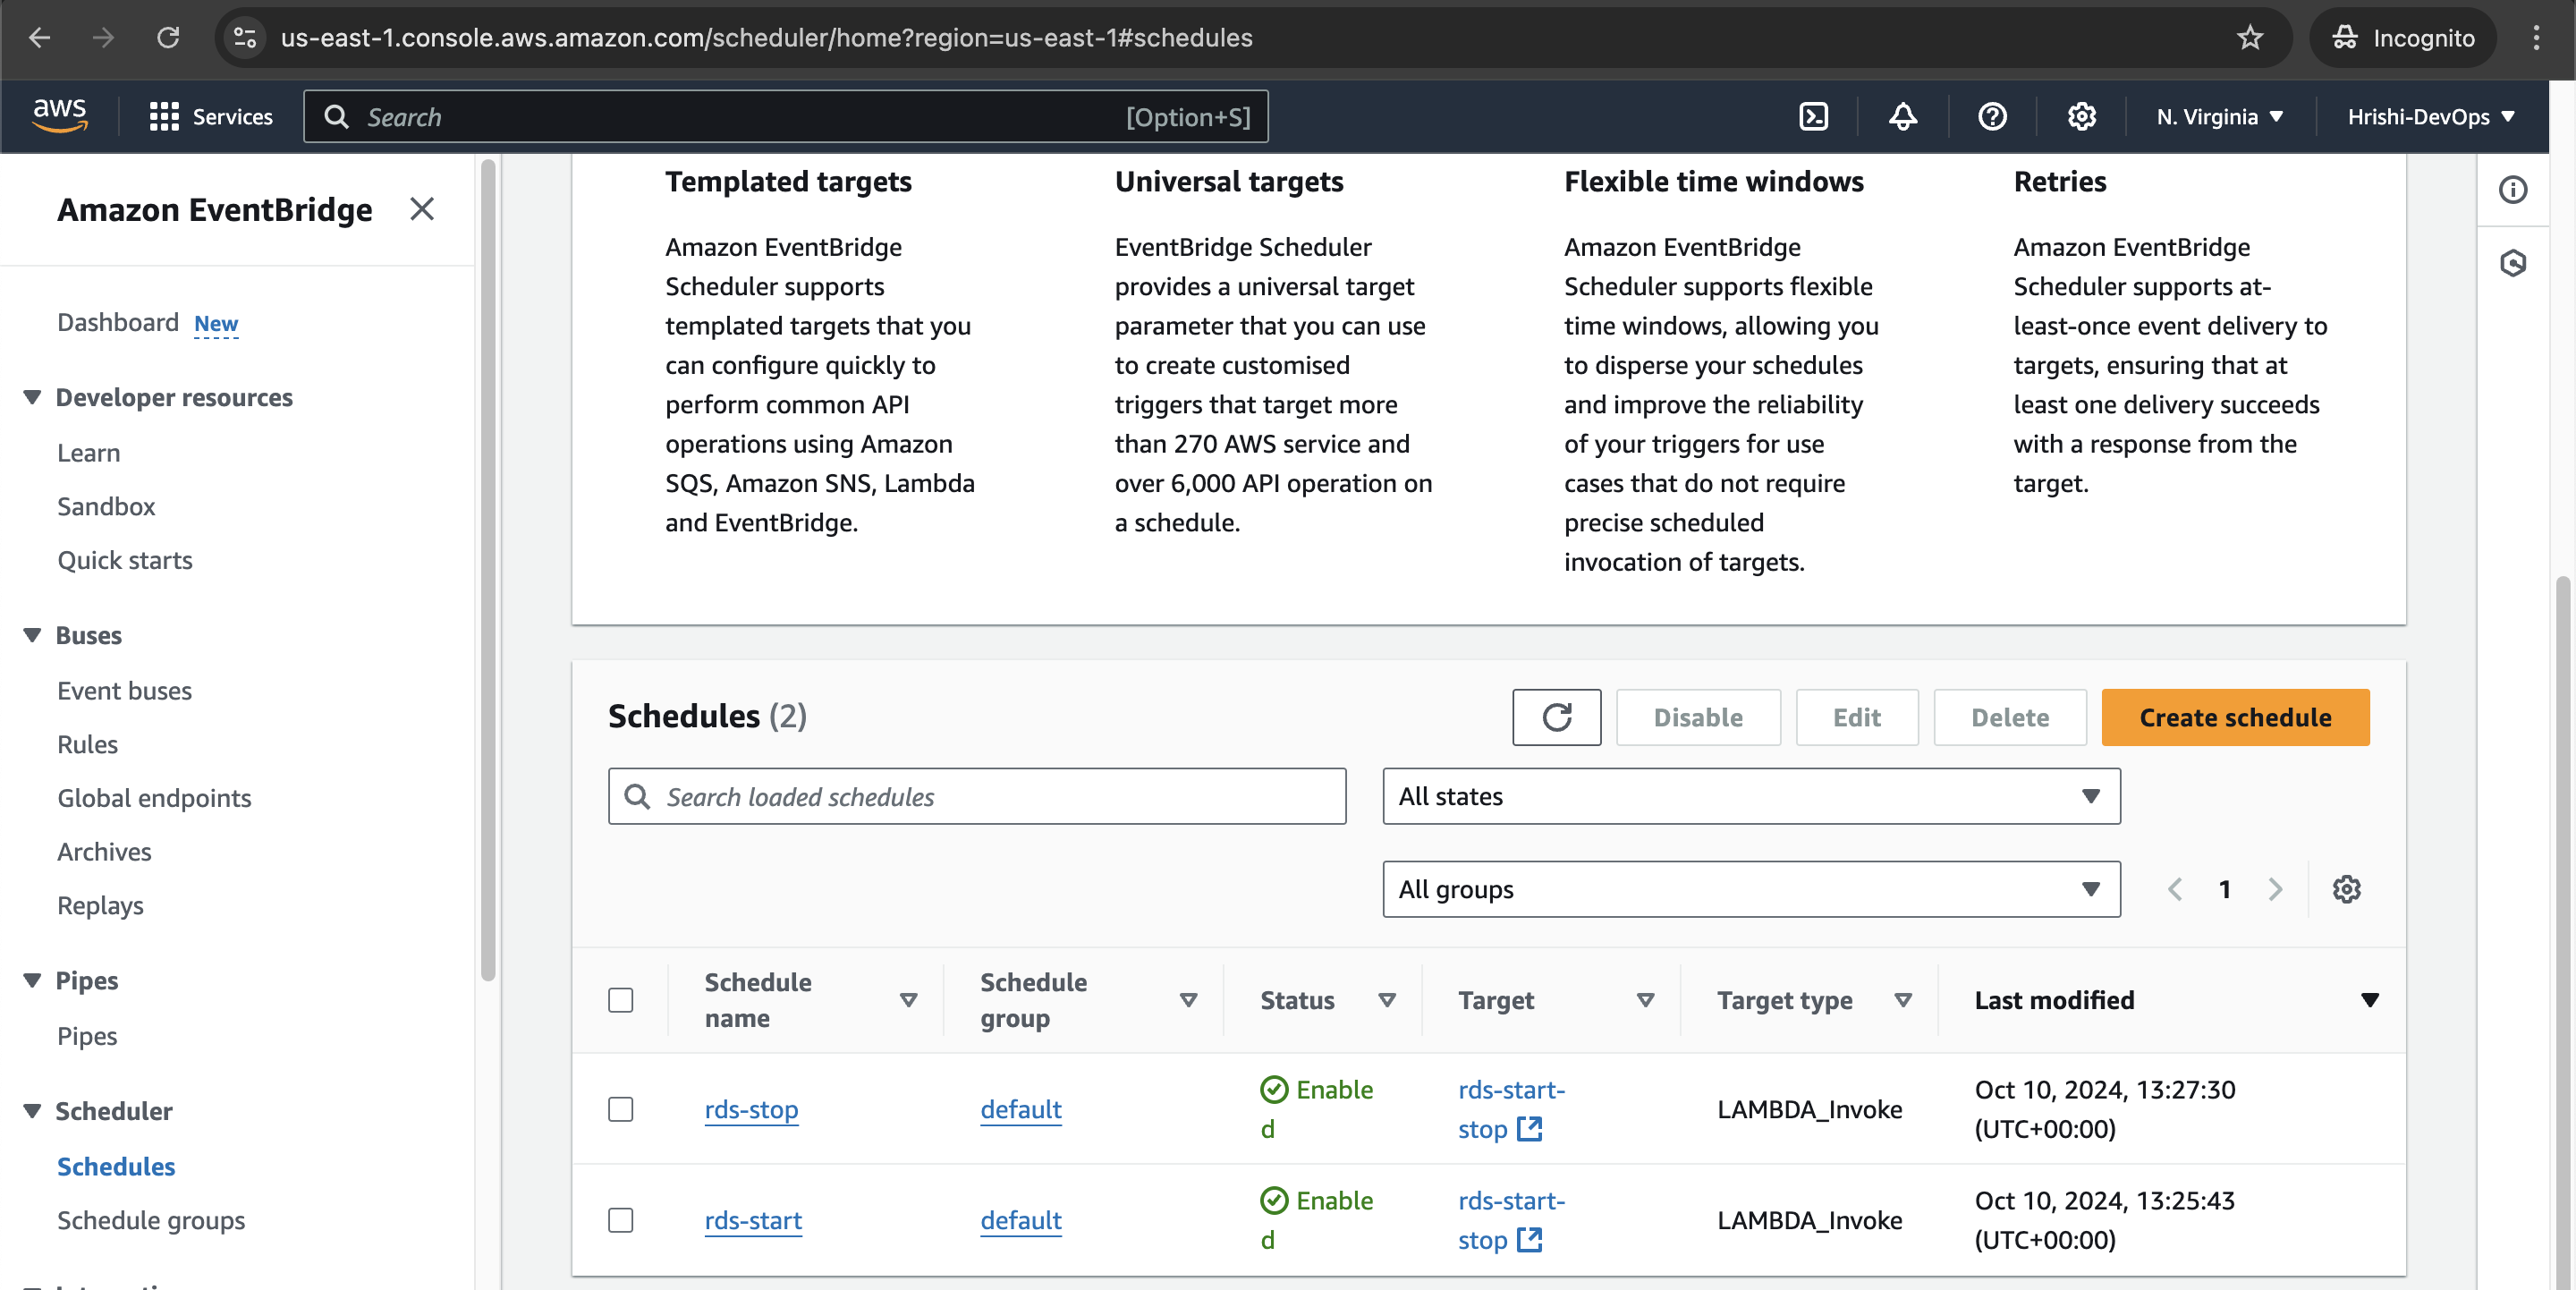 us-east-1.console.aws.amazon.com/scheduler/home?region=us-east-1#schedules
Incognito
aws
Services
Search
[Option+S]
N. Virginia
Hrishi-DevOps
Amazon EventBridge
Dashboard New
Developer resources
Learn
Sandbox
Quick starts
Buses
Event buses
Rules
Global endpoints
Archives
Replays
Pipes
Pipes
Scheduler
Schedules
Schedule groups
Templated targets
Amazon EventBridge
Scheduler supports
templated targets that you
can configure quickly to
perform common API
operations using Amazon
SQS, Amazon SNS, Lambda
and EventBridge.
Universal targets
EventBridge Scheduler
provides a universal target
parameter that you can use
to create customised
triggers that target more
than 270 AWS service and
over 6,000 API operation on
a schedule.
Flexible time windows
Amazon EventBridge
Scheduler supports flexible
time windows, allowing you
to disperse your schedules
and improve the reliability
of your triggers for use
cases that do not require
precise scheduled
invocation of targets.
Retries
Amazon EventBridge
Scheduler supports at-
least-once event delivery to
targets, ensuring that at
least one delivery succeeds
with a response from the
target.
Schedules (2)
Disable
Edit
Delete
Create schedule
Search loaded schedules
All states
All groups
1
Schedule
name
Schedule
group
Status
Target
Target type
Last modified
rds-stop
default
Enable
d
rds-start-
stop
LAMBDA_Invoke
Oct 10, 2024, 13:27:30
(UTC+00:00)
rds-start
default
Enable
d
rds-start-
stop
LAMBDA_Invoke
Oct 10, 2024, 13:25:43
(UTC+00:00)